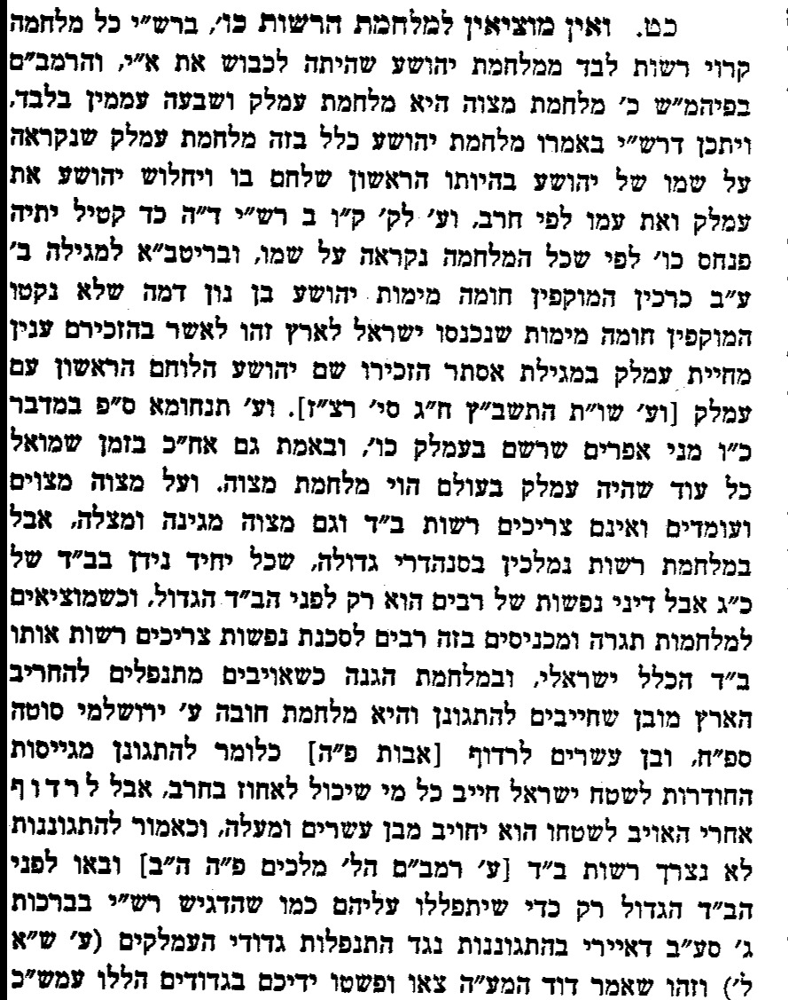 כט. ואין מוציאין למלחמת הרשות כו׳, ברש״י כל מלחמה
קרוי רשות לבד ממלחמת יהושע שהיתה לכבוש את א״י, והרמב״ם
בפיהמ״ש כ׳ מלחמת מצוה היא מלחמת עמלק ושבעה עממין בלבד,
ויתכן דרש״י באמרו מלחמת יהושע כלל בזה מלחמת עמלק שנקראה
על שמו של יהושע בהיותו הראשון שלחם בו ויחלוש יהושע את
עמלק ואת עמו לפי חרב, וע׳ לק׳ ק״ו ב רש״י ד״ה כד קטיל יתיה
פנחס כו׳ לפי שכל המלחמה נקראה על שמו, ובריטב״א למגילה ב׳
ע״ב כרכין המוקפין חומה מימות יהושע בן נון דמה שלא נקטו
המוקפין חומה מימות שנכנסו ישראל לארץ זהו לאשר בהזכירם ענין
מחיית עמלק במגילת אסתר הזכירו שם יהושע הלוחם הראשון עם
עמלק [וע׳ שו״ת התשב״ץ ח״ג סי׳ רצ״ז]. וע׳ תנחומא ס״פ במדבר
כ״ו מני אפרים שרשם בעמלק כו׳, ובאמת גם אח״כ בזמן שמואל
כל עוד שהיה עמלק בעולם הוי מלחמת מצוה, ועל מצוה מצוים
ועומדים ואינם צריכים רשות ב״ד וגם מצוה מגינה ומצלה, אבל
במלחמת רשות נמלכין בסנהדרי גדולה, שכל יחיד נידן בב״ד של
כ״ג אבל דיני נפשות של רבים הוא רק לפני הב״ד הגדול, וכשמוציאים
למלחמות תגרה ומכניסים בזה רבים לסכנת נפשות צריכים רשות אותו
ב״ד הכלל ישראלי, ובמלחמת הגנה כשאויבים מתנפלים להחריב
הארץ מובן שחייבים להתגונן והיא מלחמת חובה ע׳ ירושלמי סוטה
ספ״ח, ובן עשרים לרדוף [אבות פ״ה] כלומר להתגונן מגייסות
החודרות לשטח ישראל חייב כל מי שיכול לאחוז בחרב, אבל לרדוף
אחרי האויב לשטחו הוא יחויב מבן עשרים ומעלה, וכאמור להתגוננות
לא נצרך רשות ב״ד [ע׳ רמב״ם הל׳ מלכים פ״ה ה״ב] ובאו לפני
הב״ד הגדול רק כדי שיתפללו עליהם כמו שהדגיש רש״י בברכות
ג׳ סע״ב דאיירי בהתגוננות נגד התנפלות גדודי העמלקים (ע׳ ש״א
ל׳) וזהו שאמר דוד המע״ה צאו ופשטו ידיכם בגדודים הללו עמש״כ